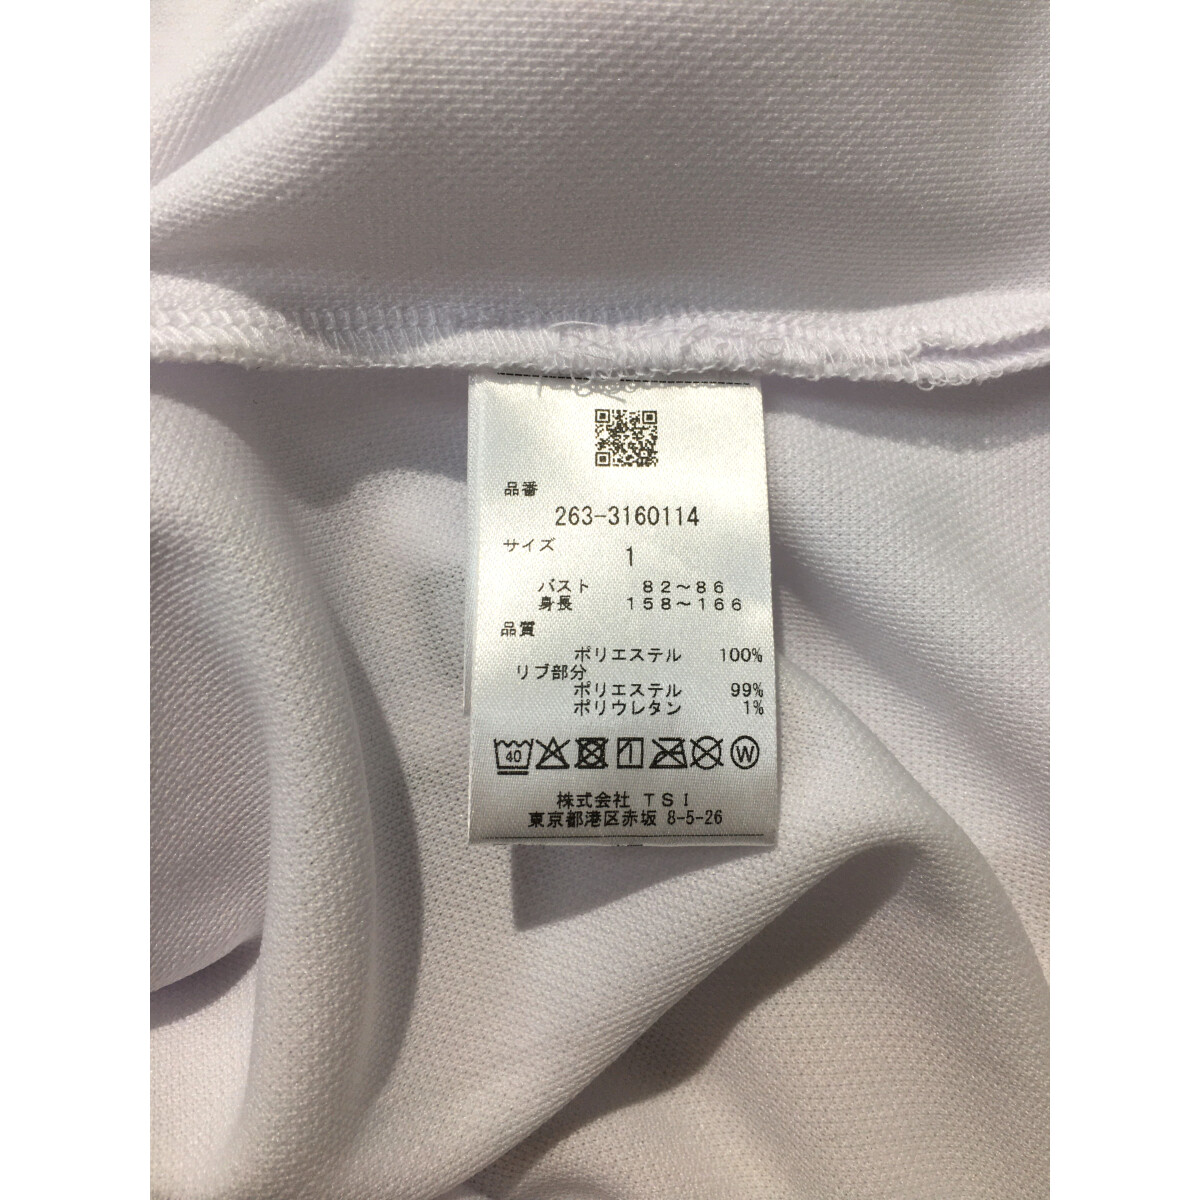 品番
263-3160114
サイズ
1
バスト 82～86
身長 158～166
品質
ポリエステル 100%
リブ部分
ポリエステル 99%
ポリウレタン 1%
40 W
株式会社 TSI
東京都港区赤坂 8-5-26